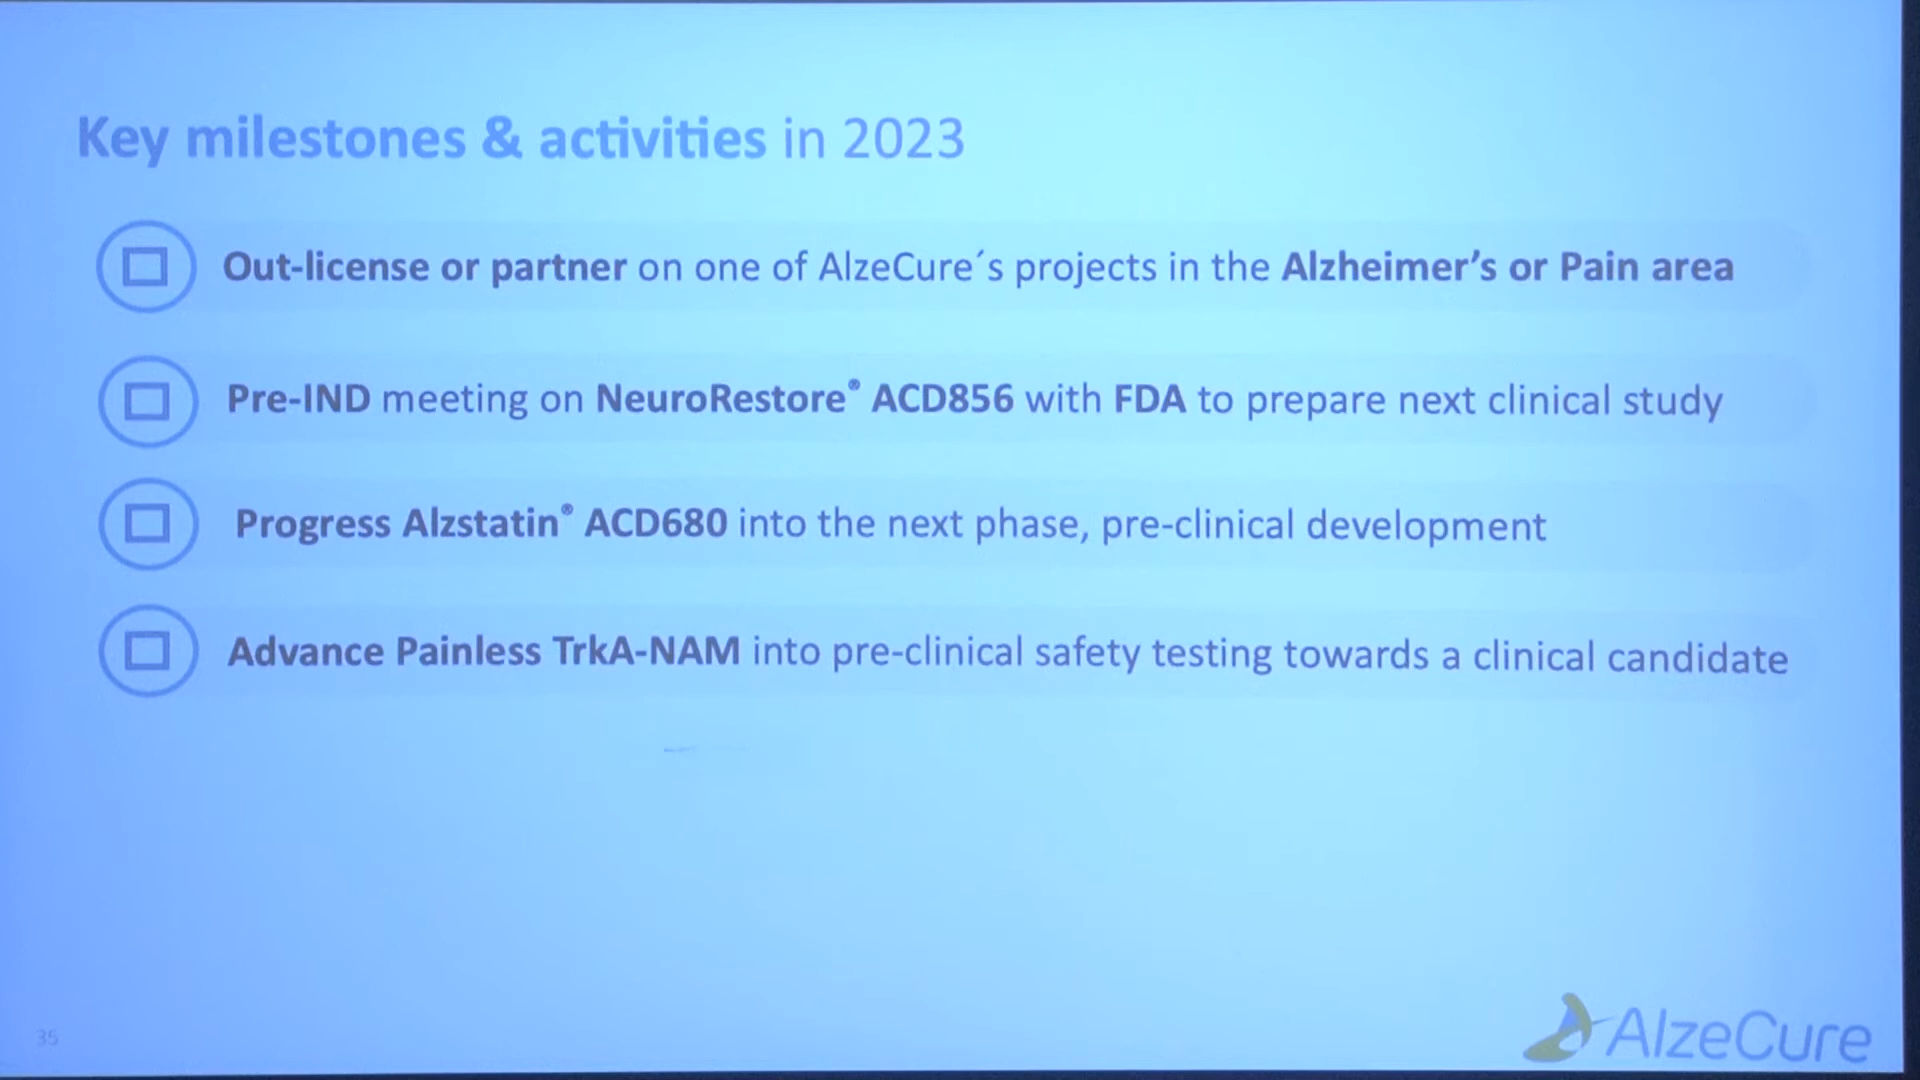 Key milestones & activities in 2023
Out-license or partner on one of AlzeCure´s projects in the Alzheimer’s or Pain area
Pre-IND meeting on NeuroRestore® ACD856 with FDA to prepare next clinical study
Progress Alzstatin® ACD680 into the next phase, pre-clinical development
Advance Painless TrkA-NAM into pre-clinical safety testing towards a clinical candidate
35
AlzeCure